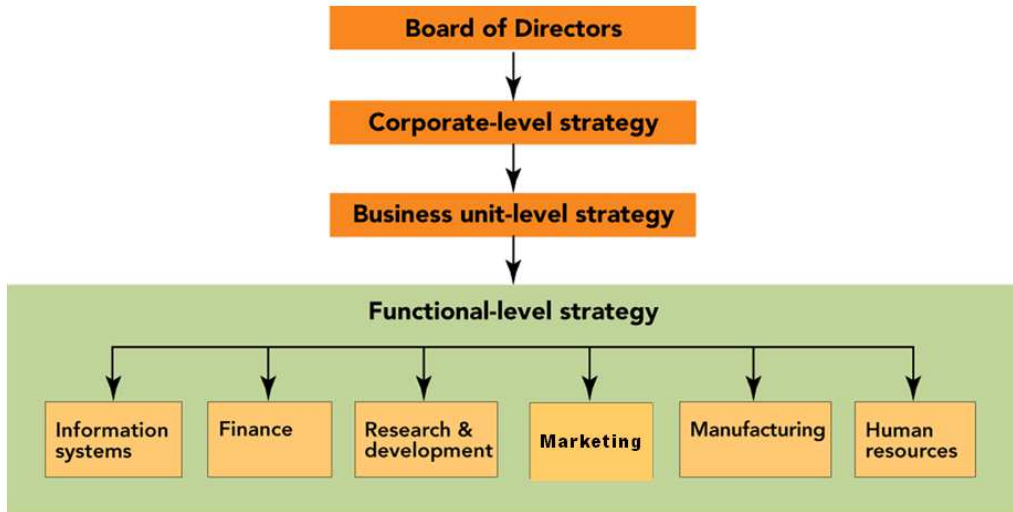 Board of Directors
Corporate-level strategy
Business unit-level strategy
Functional-level strategy
Information
systems
Finance
Research &
development
Marketing
Manufacturing
Human
resources